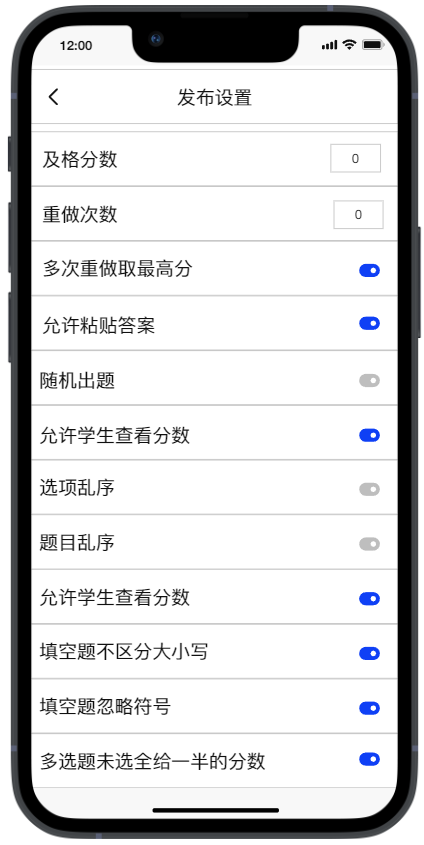 12:00
发布设置
及格分数 0
重做次数 0
多次重做取最高分
允许粘贴答案
随机出题
允许学生查看分数
选项乱序
题目乱序
允许学生查看分数
填空题不区分大小写
填空题忽略符号
多选题未选全给一半的分数